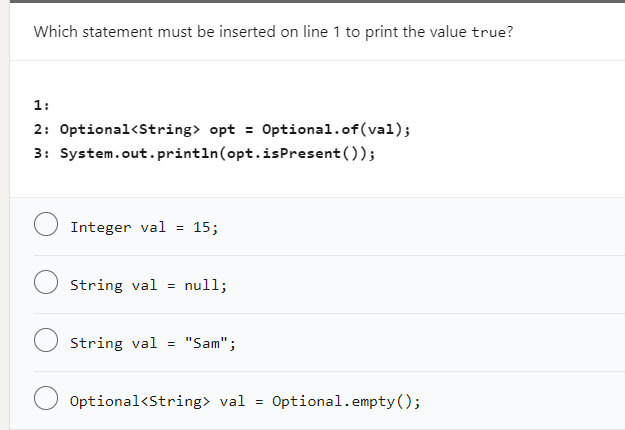 Which statement must be inserted on line 1 to print the value true?
1:
2: Optional<String> opt = Optional.of(val);
3: System.out.println(opt.isPresent());
Integer val = 15;
String val = null;
String val = "Sam";
Optional<String> val = Optional.empty();